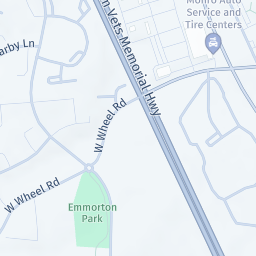 Monro Auto
Service and
Tire Centers
arby Ln
n Vets Memorial Hwy
W Wheel Rd
W Wheel Rd
Emmorton
Park